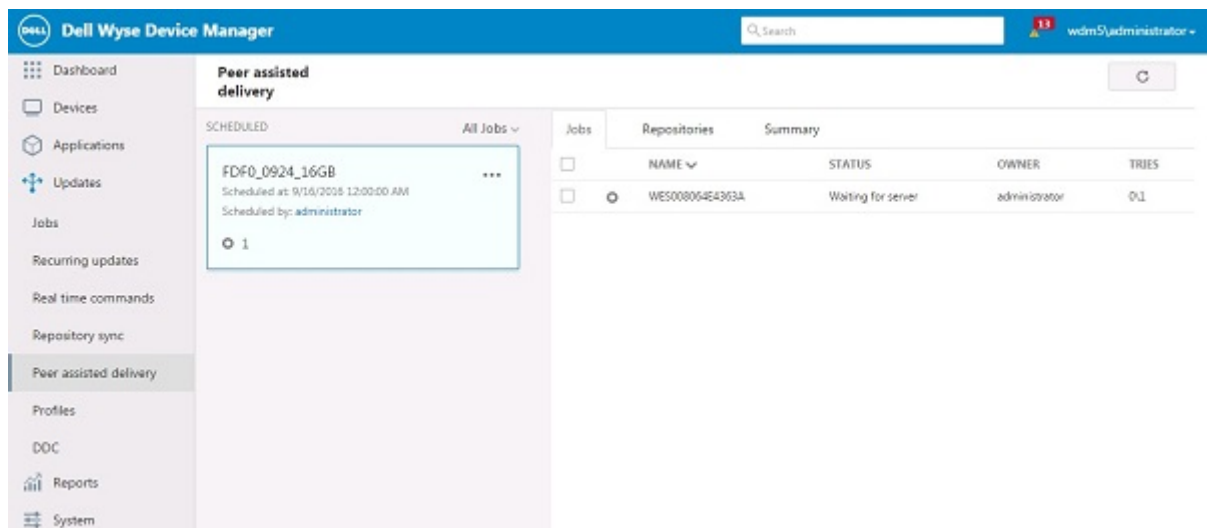 DELL Dell Wyse Device Manager
Search
13
wdm5\administrator
Dashboard
Devices
Applications
Updates
Jobs
Recurring updates
Real time commands
Repository sync
Peer assisted delivery
Profiles
DDC
Reports
System
Peer assisted
delivery
SCHEDULED All Jobs
FDF0_0924_16GB
Scheduled at: 9/16/2016 12:00:00 AM
Scheduled by: administrator
1
Jobs Repositories Summary
NAME STATUS OWNER TRIES
WES008064E4363A Waiting for server administrator 0\1